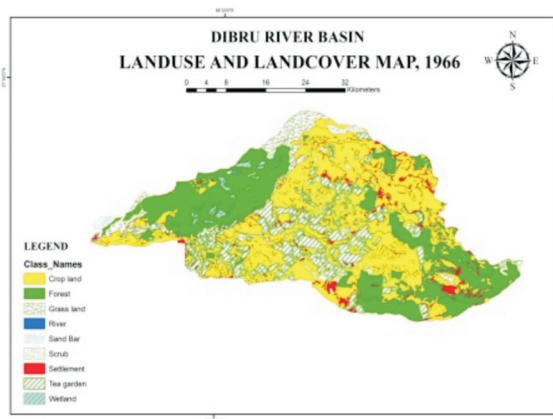 DIBRU RIVER BASIN
LANDUSE AND LANDCOVER MAP, 1966
N
W E
S
0 4 8 16 24 32
Kilometers
LEGEND
Class_Names
Crop land
Forest
Grass land
River
Sand Bar
Scrub
Settlement
Tea garden
Wetland